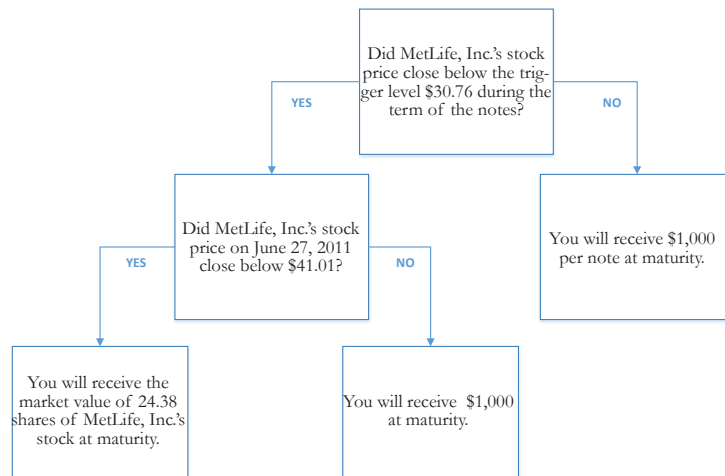 Did MetLife, Inc.'s stock
price close below the trig-
ger level $30.76 during the
term of the notes?
YES
NO
Did MetLife, Inc.'s stock
price on June 27, 2011
close below $41.01?
You will receive $1,000
per note at maturity.
YES
NO
You will receive the
market value of 24.38
shares of MetLife, Inc.'s
stock at maturity.
You will receive $1,000
at maturity.